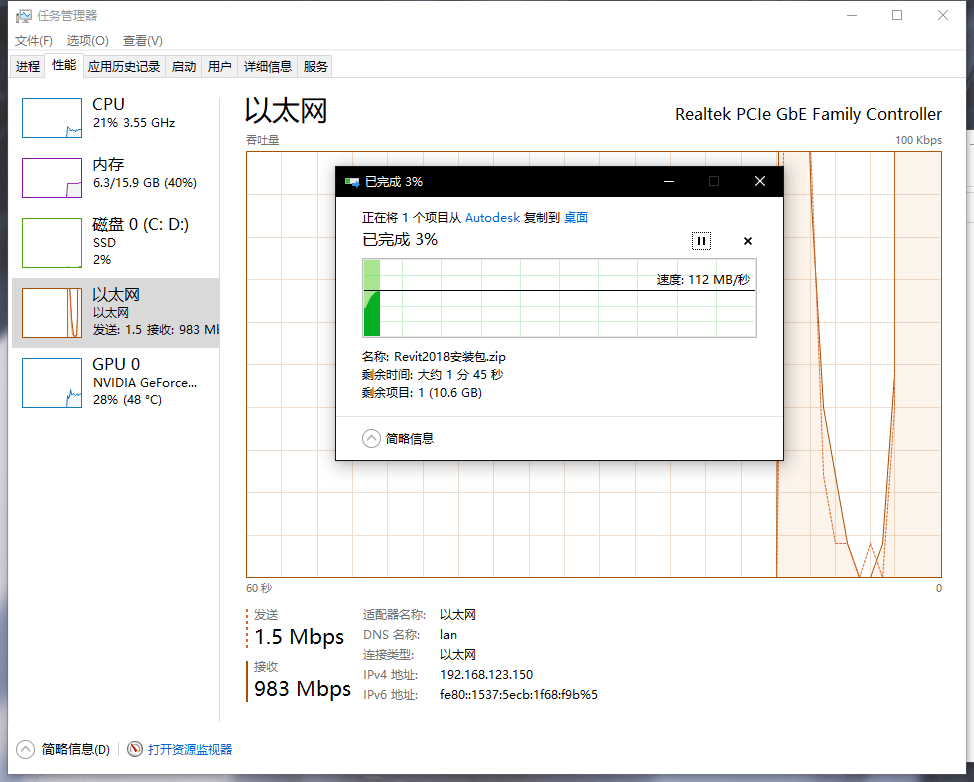 任务管理器
文件(F) 选项(O) 查看(V)
进程 性能 应用历史记录 启动 用户 详细信息 服务
CPU
21% 3.55 GHz
内存
6.3/15.9 GB (40%)
磁盘 0 (C: D:)
SSD
2%
以太网
以太网
发送: 1.5 接收: 983 Mb
GPU 0
NVIDIA GeForce...
28% (48 °C)
以太网
Realtek PCIe GbE Family Controller
吞吐量
100 Kbps
已完成 3%
正在将 1 个项目从 Autodesk 复制到 桌面
已完成 3%
速度: 112 MB/秒
名称: Revit2018安装包.zip
剩余时间: 大约 1 分 45 秒
剩余项目: 1 (10.6 GB)
简略信息
60 秒
0
发送
1.5 Mbps
接收
983 Mbps
适配器名称: 以太网
DNS 名称: lan
连接类型: 以太网
IPv4 地址: 192.168.123.150
IPv6 地址: fe80::1537:5ecb:1f68:f9b%5
简略信息(D)
打开资源监视器